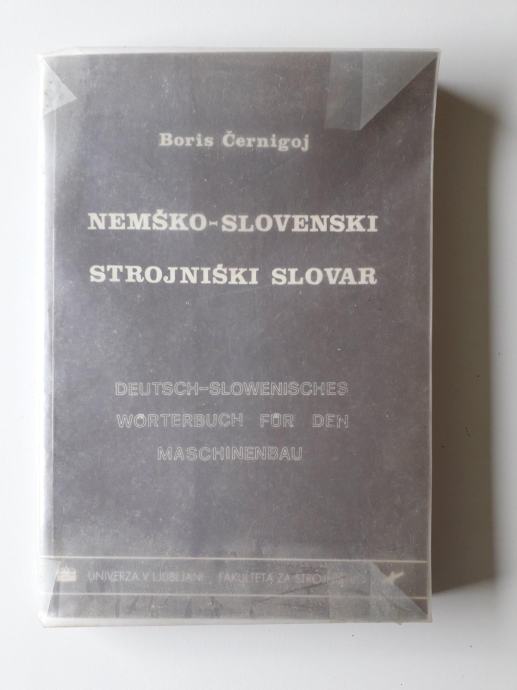 Boris Černigoj
NEMŠKO-SLOVENSKI
STROJNIŠKI SLOVAR
DEUTSCH-SLOWENISCHES
WÖRTERBUCH FÜR DEN
MASCHINENBAU
UNIVERZA V LJUBLJANI FAKULTETA ZA